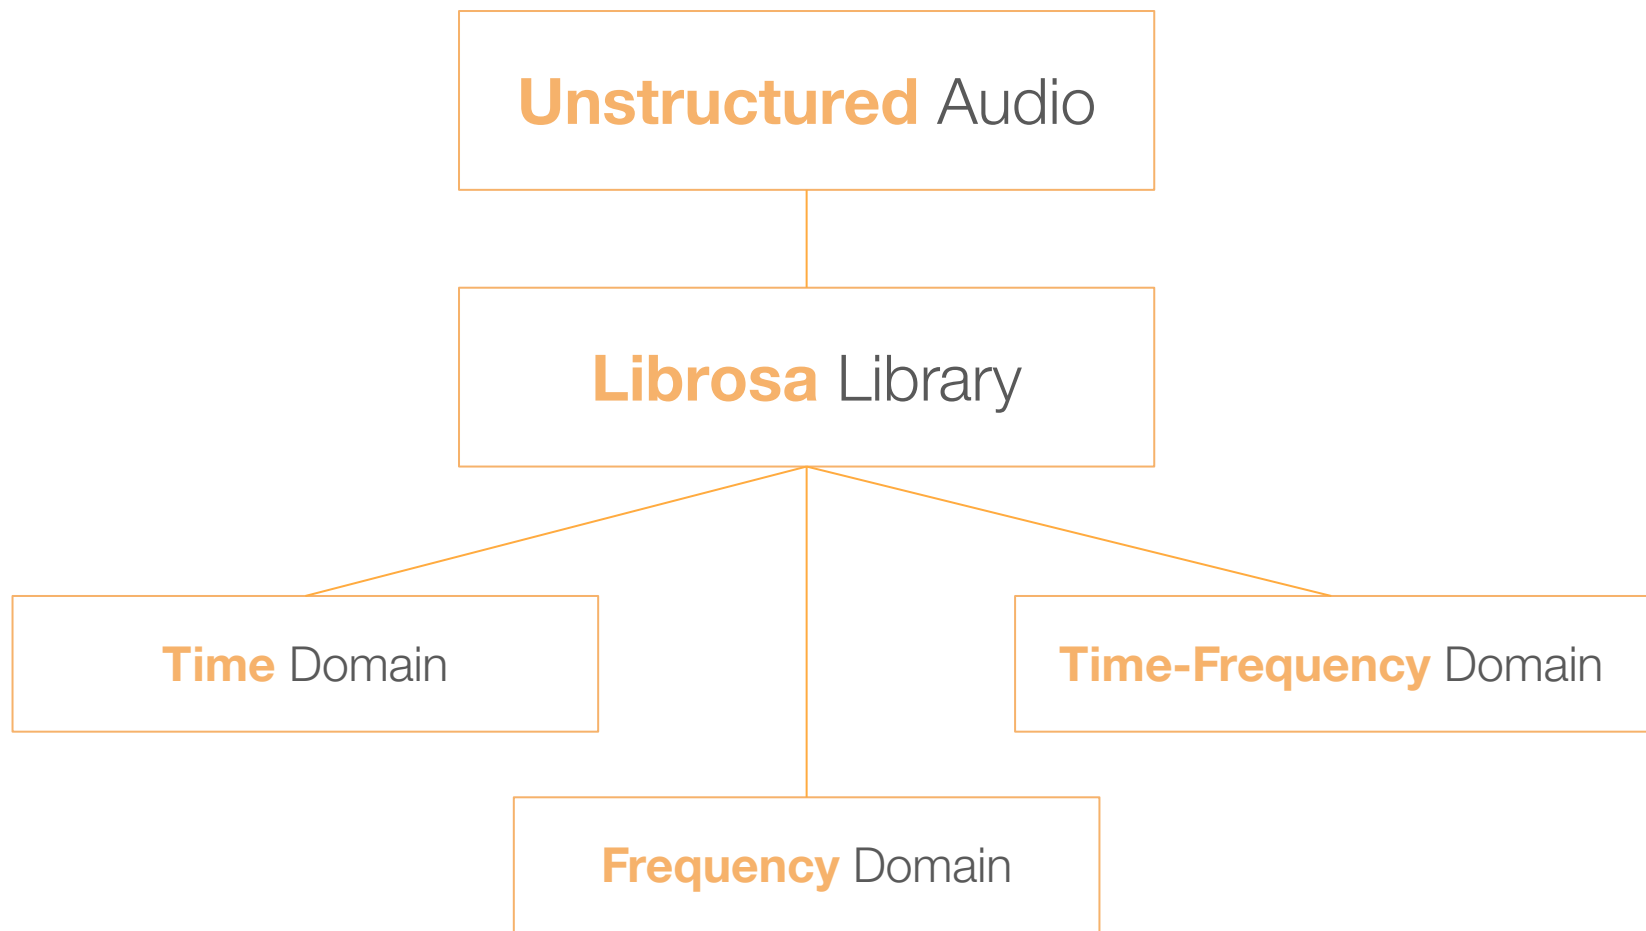 Unstructured Audio
Librosa Library
Time Domain
Time-Frequency Domain
Frequency Domain